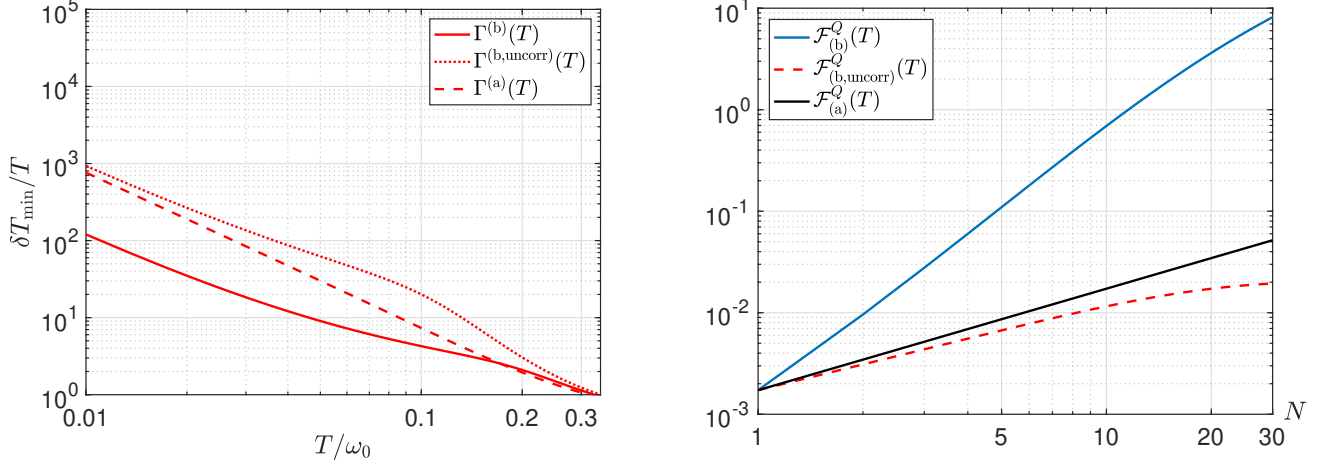 10^5
10^4
10^3
10^2
10^1
10^0
δT_min/T
Γ^(b)(T)
Γ^(b,uncorr)(T)
Γ^(a)(T)
0.01 0.1 0.2 0.3
T/ω_0
10^1
10^0
10^-1
10^-2
10^-3
F^Q_(b)(T)
F^Q_(b,uncorr)(T)
F^Q_(a)(T)
1 5 10 20 30
N